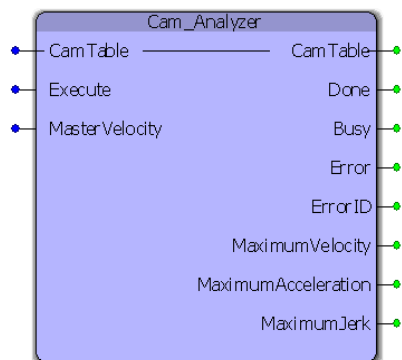 Cam_Analyzer
CamTable CamTable
Execute Done
MasterVelocity Busy
Error
ErrorID
MaximumVelocity
MaximumAcceleration
MaximumJerk